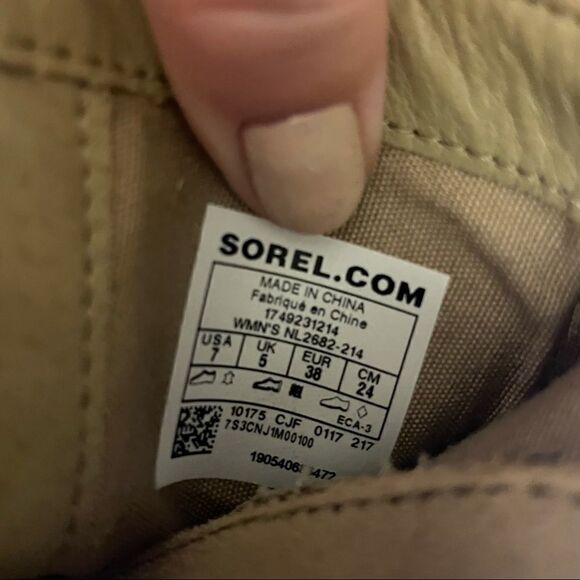 SOREL.COM
MADE IN CHINA
Fabriqué en Chine
1749231214
WMN'S NL2682-214
USA UK EUR CM
7 5 38 24
ECA-3
10175 CJF 0117 217
7S3CNJ1M00100